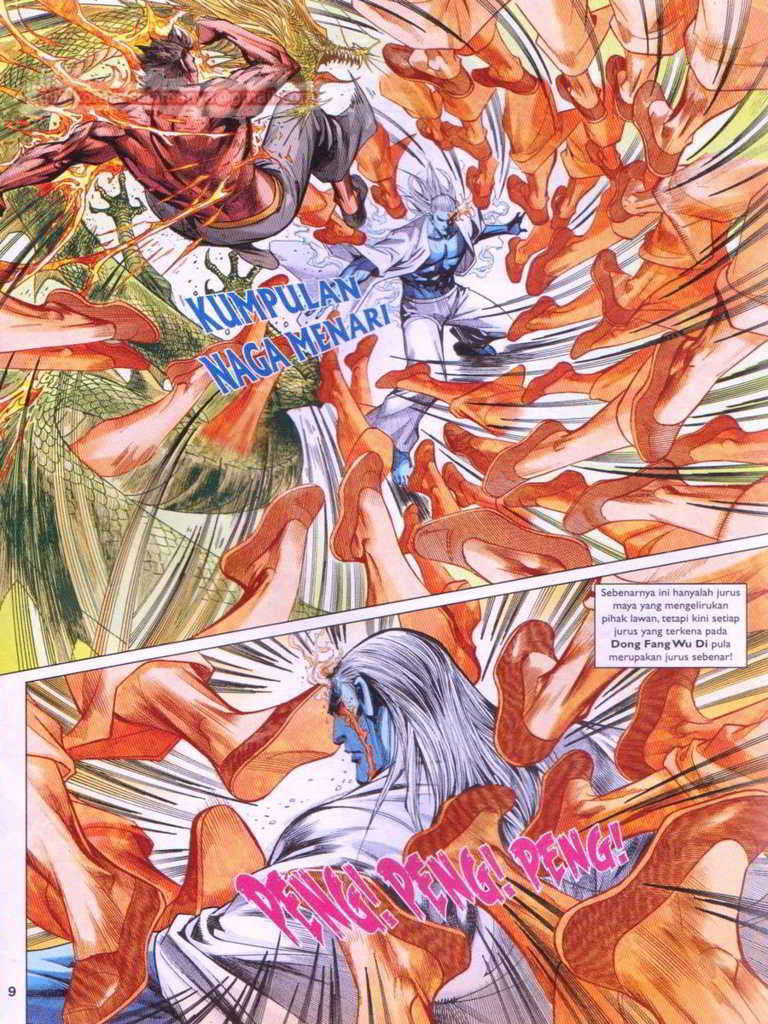 KUMPULAN
NAGA MENARI
Sebenarnya ini hanyalah jurus
maya yang mengelirukan
pihak lawan, tetapi kini setiap
jurus yang terkena pada
Dong Fang Wu Di pula
merupakan jurus sebenar!
PENG! PENG! PENG!
9